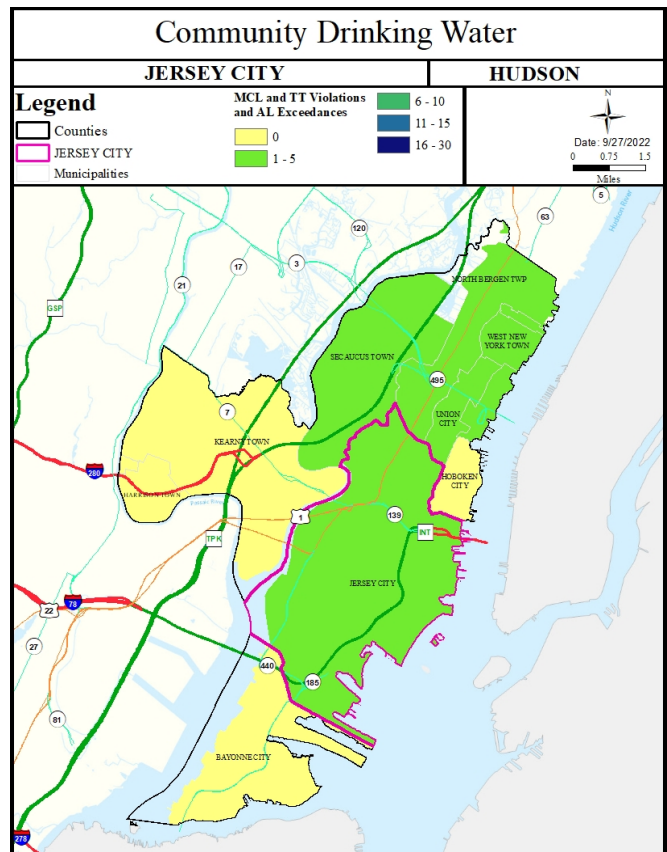 Community Drinking Water
JERSEY CITY
HUDSON
Legend
Counties
JERSEY CITY
Municipalities
MCL and TT Violations
and AL Exceedances
0
1 - 5
6 - 10
11 - 15
16 - 30
N
Date: 9/27/2022
0 0.75 1.5
Miles
5
63
Hudson River
120
3
17
21
GSP
NORTH BERGEN TWP
WEST NEW
YORK TOWN
SECAUCUS TOWN
495
UNION
CITY
7
KEARNY TOWN
HOBOKEN
CITY
280
HARRISON TOWN
1
139
INT
TPK
JERSEY CITY
78
22
27
440
185
81
BAYONNE CITY
278